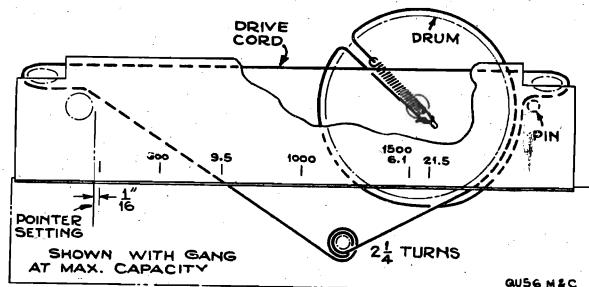 DRIVE
CORD
DRUM
PIN
600 9.5 1000 1500
6.1 21.5
1"
16
POINTER
SETTING
SHOWN WITH GANG
AT MAX. CAPACITY
2 1/4 TURNS
QU56 M&C